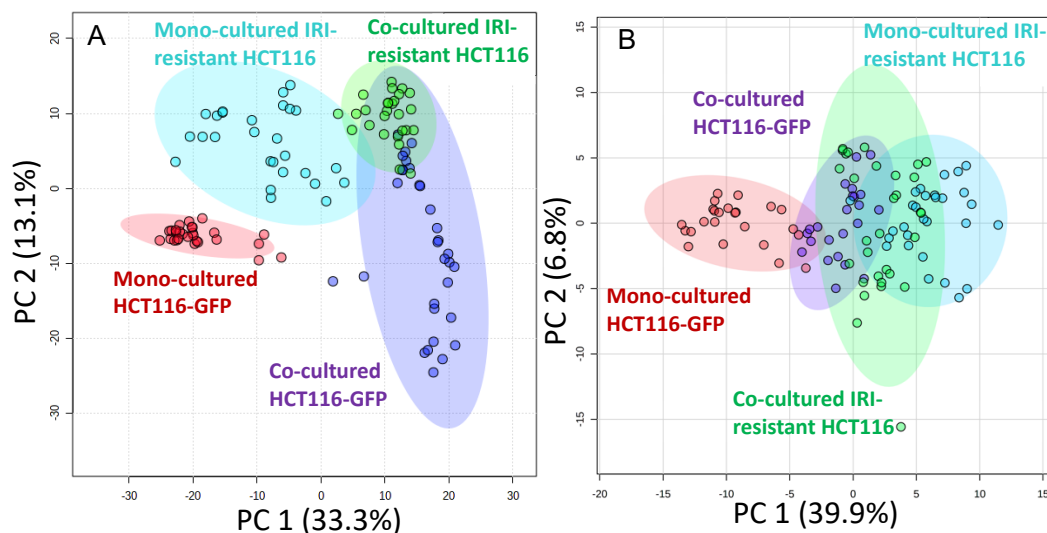 A
Mono-cultured IRI-
resistant HCT116
Co-cultured IRI-
resistant HCT116
20
10
0
-10
-20
-30
PC 2 (13.1%)
Mono-cultured
HCT116-GFP
Co-cultured
HCT116-GFP
-30
-20
-10
0
10
20
30
PC 1 (33.3%)
B
Mono-cultured IRI-
resistant HCT116
Co-cultured
HCT116-GFP
10
5
0
-5
-10
-15
PC 2 (6.8%)
Mono-cultured
HCT116-GFP
Co-cultured IRI-
resistant HCT116
-20
-15
-10
-5
0
5
10
15
PC 1 (39.9%)